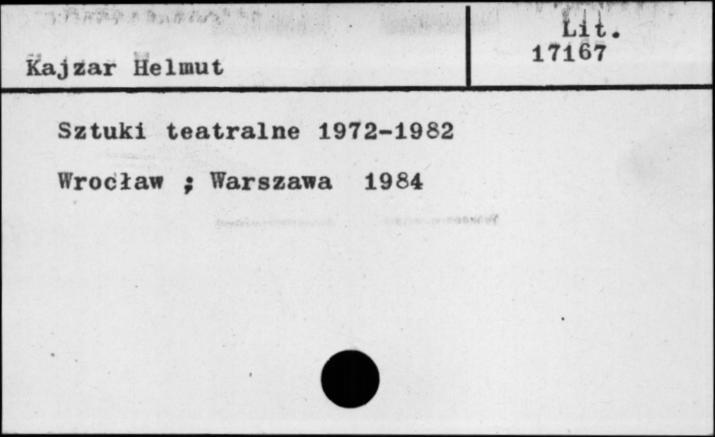 Lit.
17167
Kajzar Helmut
Sztuki teatralne 1972-1982
Wrocław ; Warszawa 1984